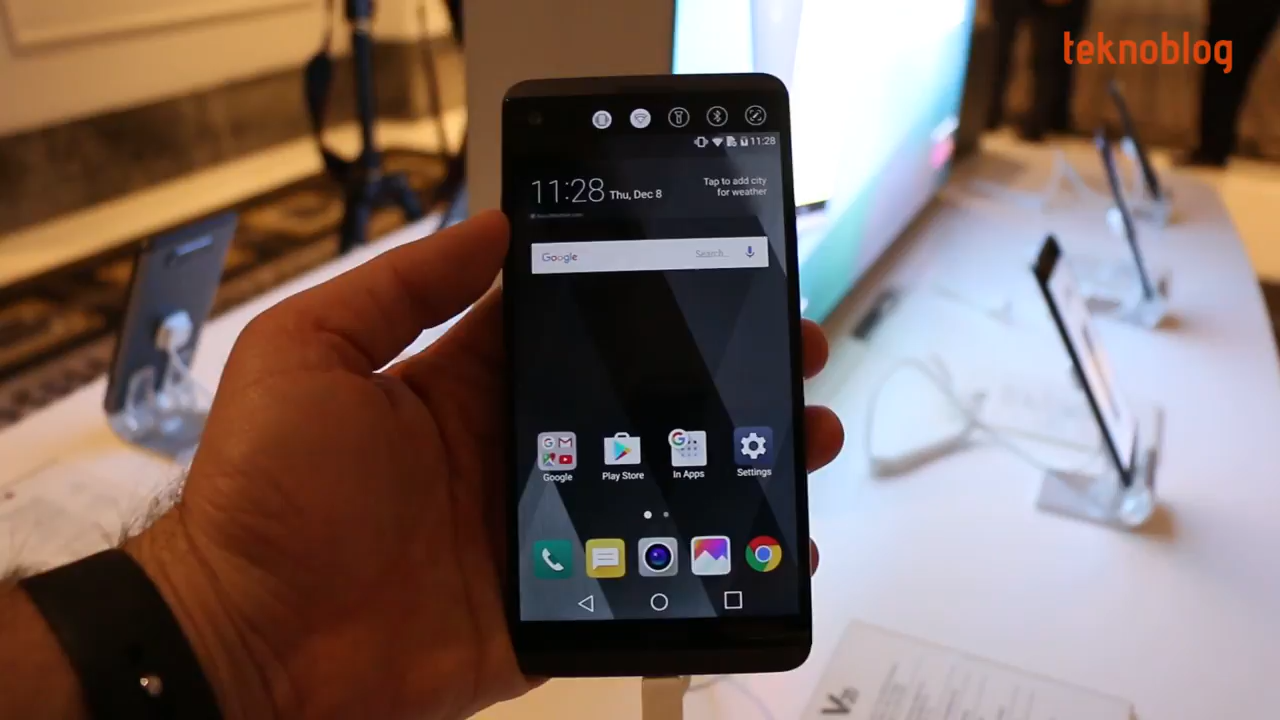 teknoblog
11:28
11:28
Thu, Dec 8
Tap to add city
for weather
Google
Search
Google
Play Store
In Apps
Settings
V20